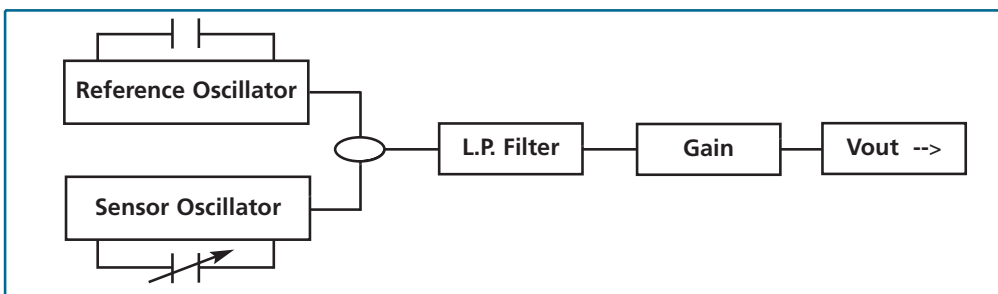 Reference Oscillator
L.P. Filter
Gain
Vout -->
Sensor Oscillator